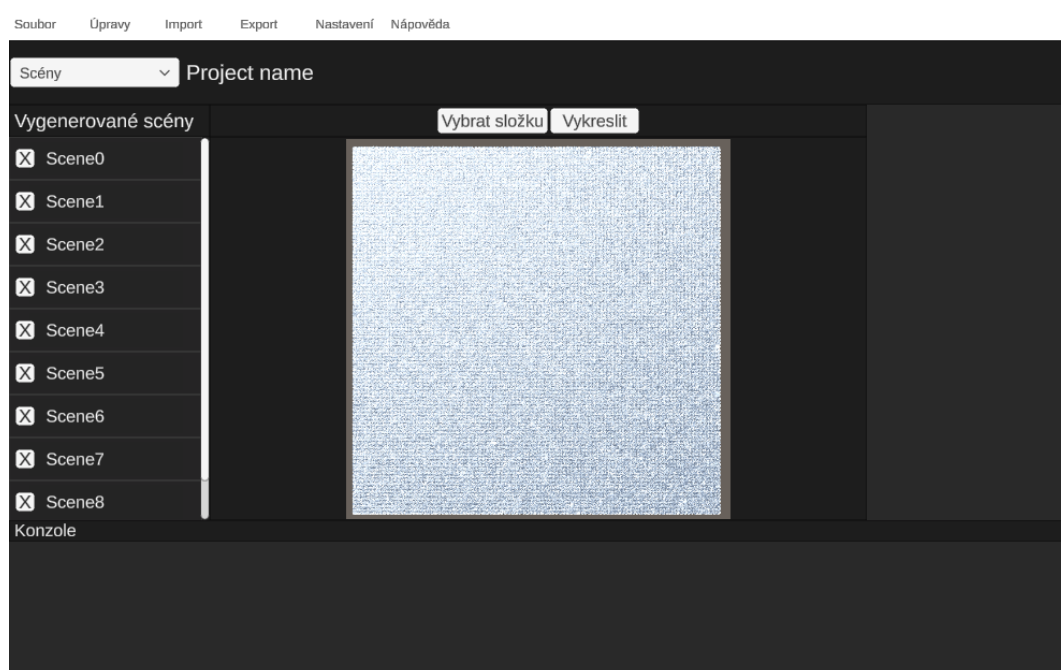 Soubor Úpravy Import Export Nastavení Nápověda
Scény Project name
Vygenerované scény
Vybrat složku Vykreslit
X Scene0
X Scene1
X Scene2
X Scene3
X Scene4
X Scene5
X Scene6
X Scene7
X Scene8
Konzole